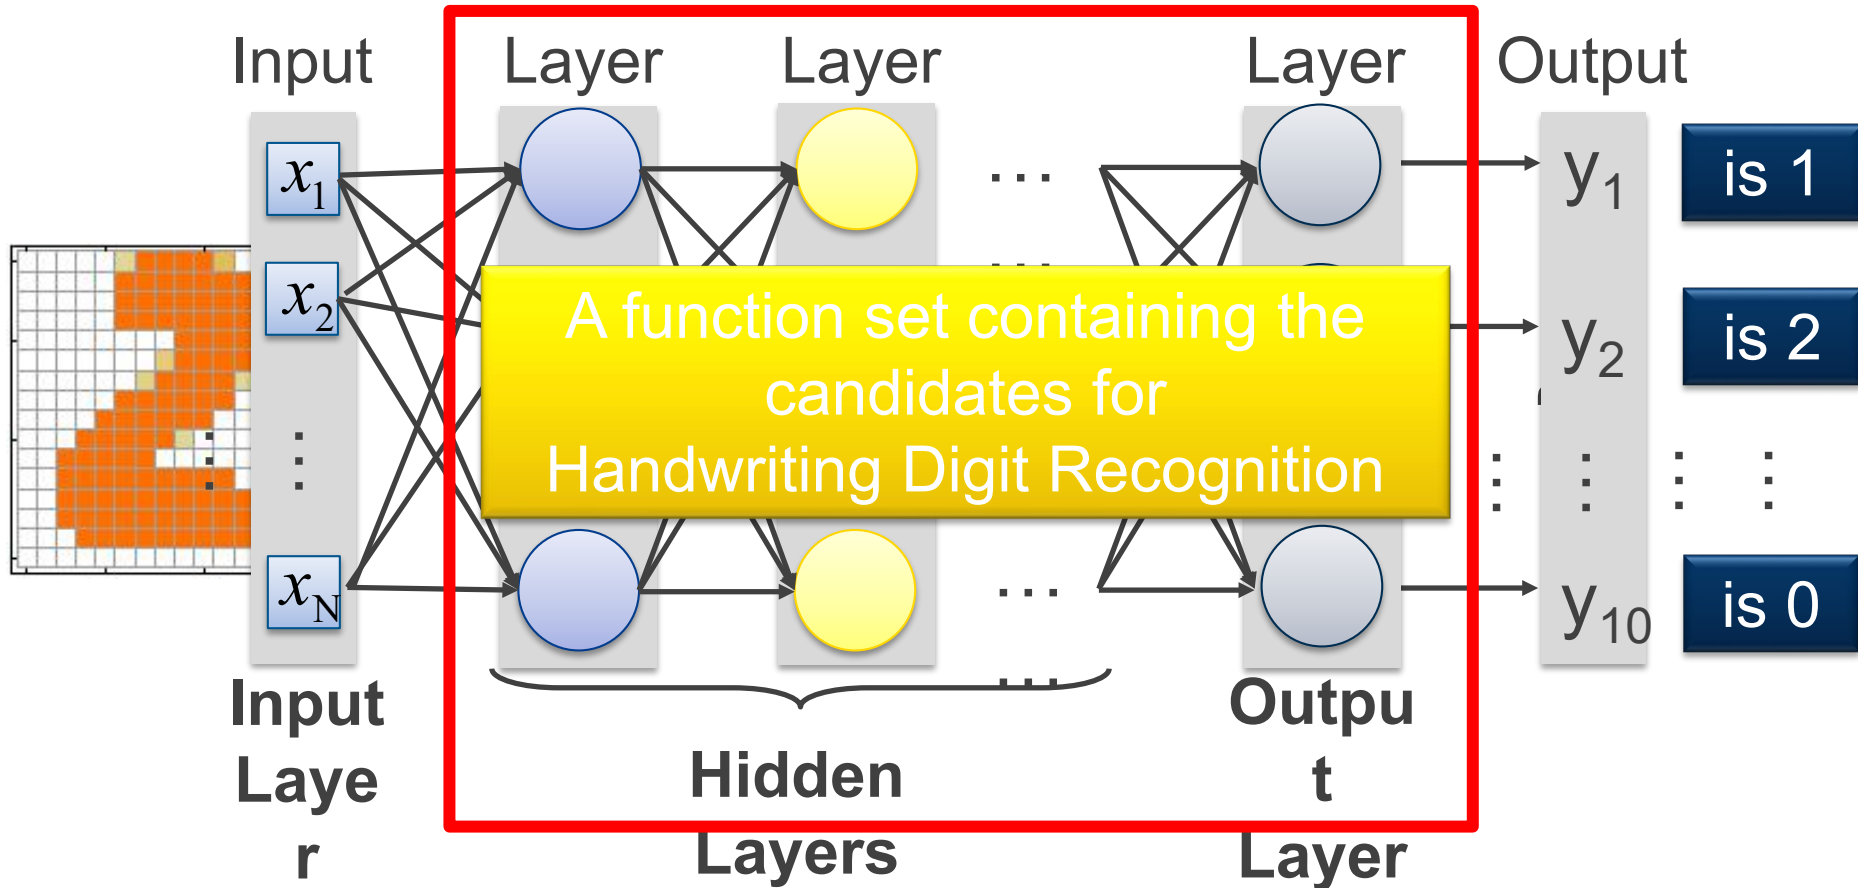 Input Layer Layer Layer Output
x1 y1 is 1
x2 y2 is 2
A function set containing the
candidates for
Handwriting Digit Recognition
xN y10 is 0
Input
Laye
r
Hidden
Layers
Outpu
t
Layer